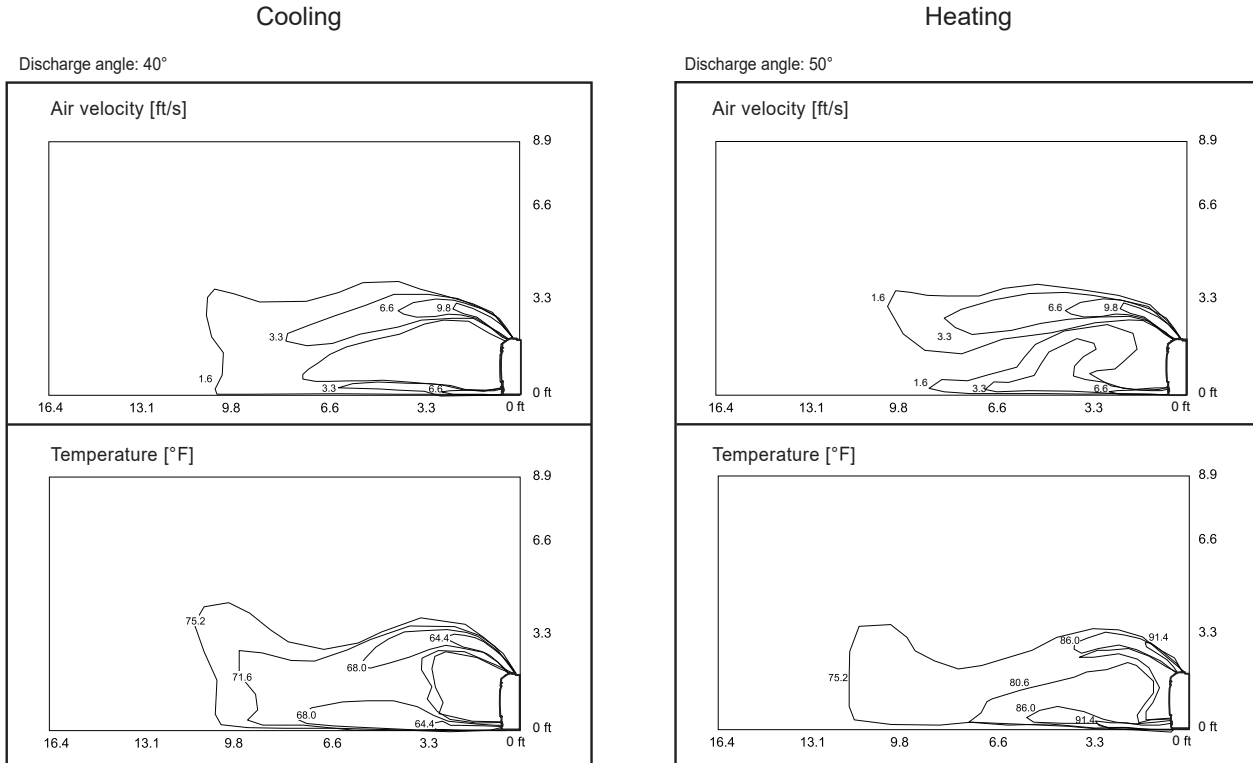 Cooling
Heating
Discharge angle: 40°
Discharge angle: 50°
Air velocity [ft/s]
8.9
6.6
3.3
0 ft
9.8
6.6
3.3
1.6
3.3
6.6
16.4 13.1 9.8 6.6 3.3 0 ft
Air velocity [ft/s]
8.9
6.6
3.3
0 ft
1.6
6.6
9.8
3.3
1.6
3.3
6.6
16.4 13.1 9.8 6.6 3.3 0 ft
Temperature [°F]
8.9
6.6
3.3
0 ft
75.2
64.4
68.0
71.6
68.0
64.4
16.4 13.1 9.8 6.6 3.3 0 ft
Temperature [°F]
8.9
6.6
3.3
0 ft
86.0
91.4
75.2
80.6
86.0
91.4
16.4 13.1 9.8 6.6 3.3 0 ft